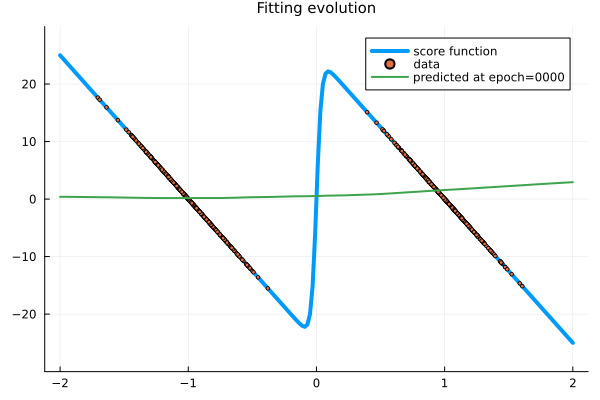 Fitting evolution
score function
data
predicted at epoch=0000
20
10
0
−10
−20
−2
−1
0
1
2